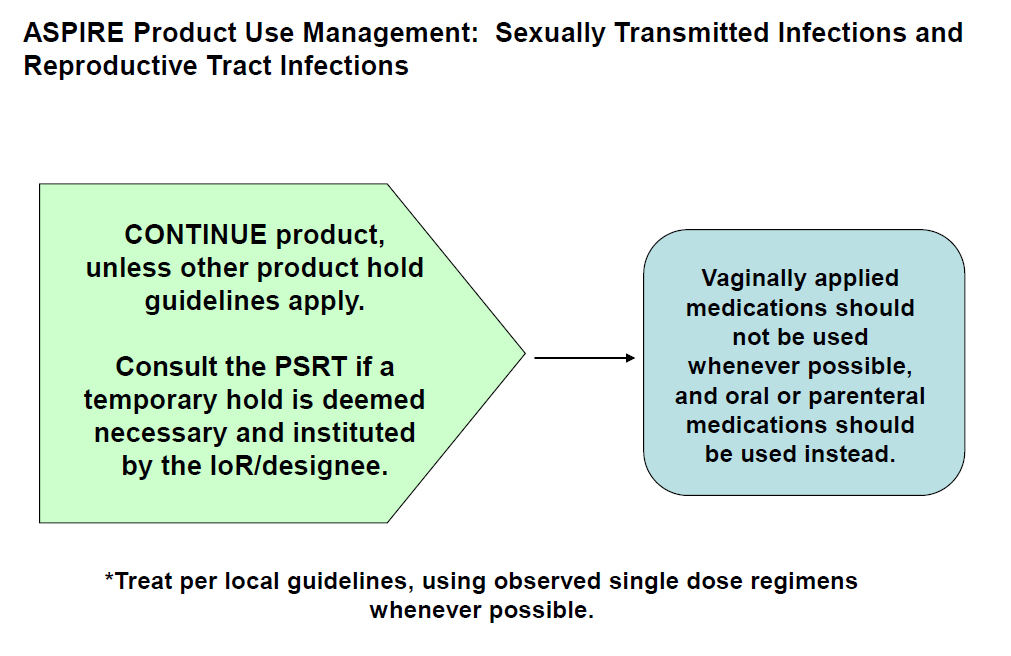 ASPIRE Product Use Management:  Sexually Transmitted Infections and
Reproductive Tract Infections
CONTINUE product,
unless other product hold
guidelines apply.
Consult the PSRT if a
temporary hold is deemed
necessary and instituted
by the IoR/designee.
Vaginally applied
medications should
not be used
whenever possible,
and oral or parenteral
medications should
be used instead.
*Treat per local guidelines, using observed single dose regimens
whenever possible.